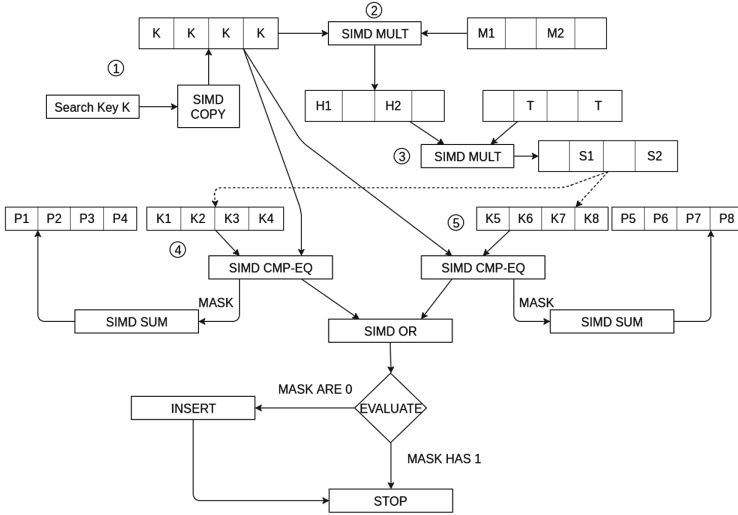 ②
K K K K
SIMD MULT
M1 M2
①
Search Key K
SIMD
COPY
H1 H2
T T
③
SIMD MULT
S1 S2
P1 P2 P3 P4
K1 K2 K3 K4
⑤
K5 K6 K7 K8
P5 P6 P7 P8
④
SIMD CMP-EQ
SIMD CMP-EQ
MASK
MASK
SIMD SUM
SIMD OR
SIMD SUM
MASK ARE 0
INSERT
EVALUATE
MASK HAS 1
STOP